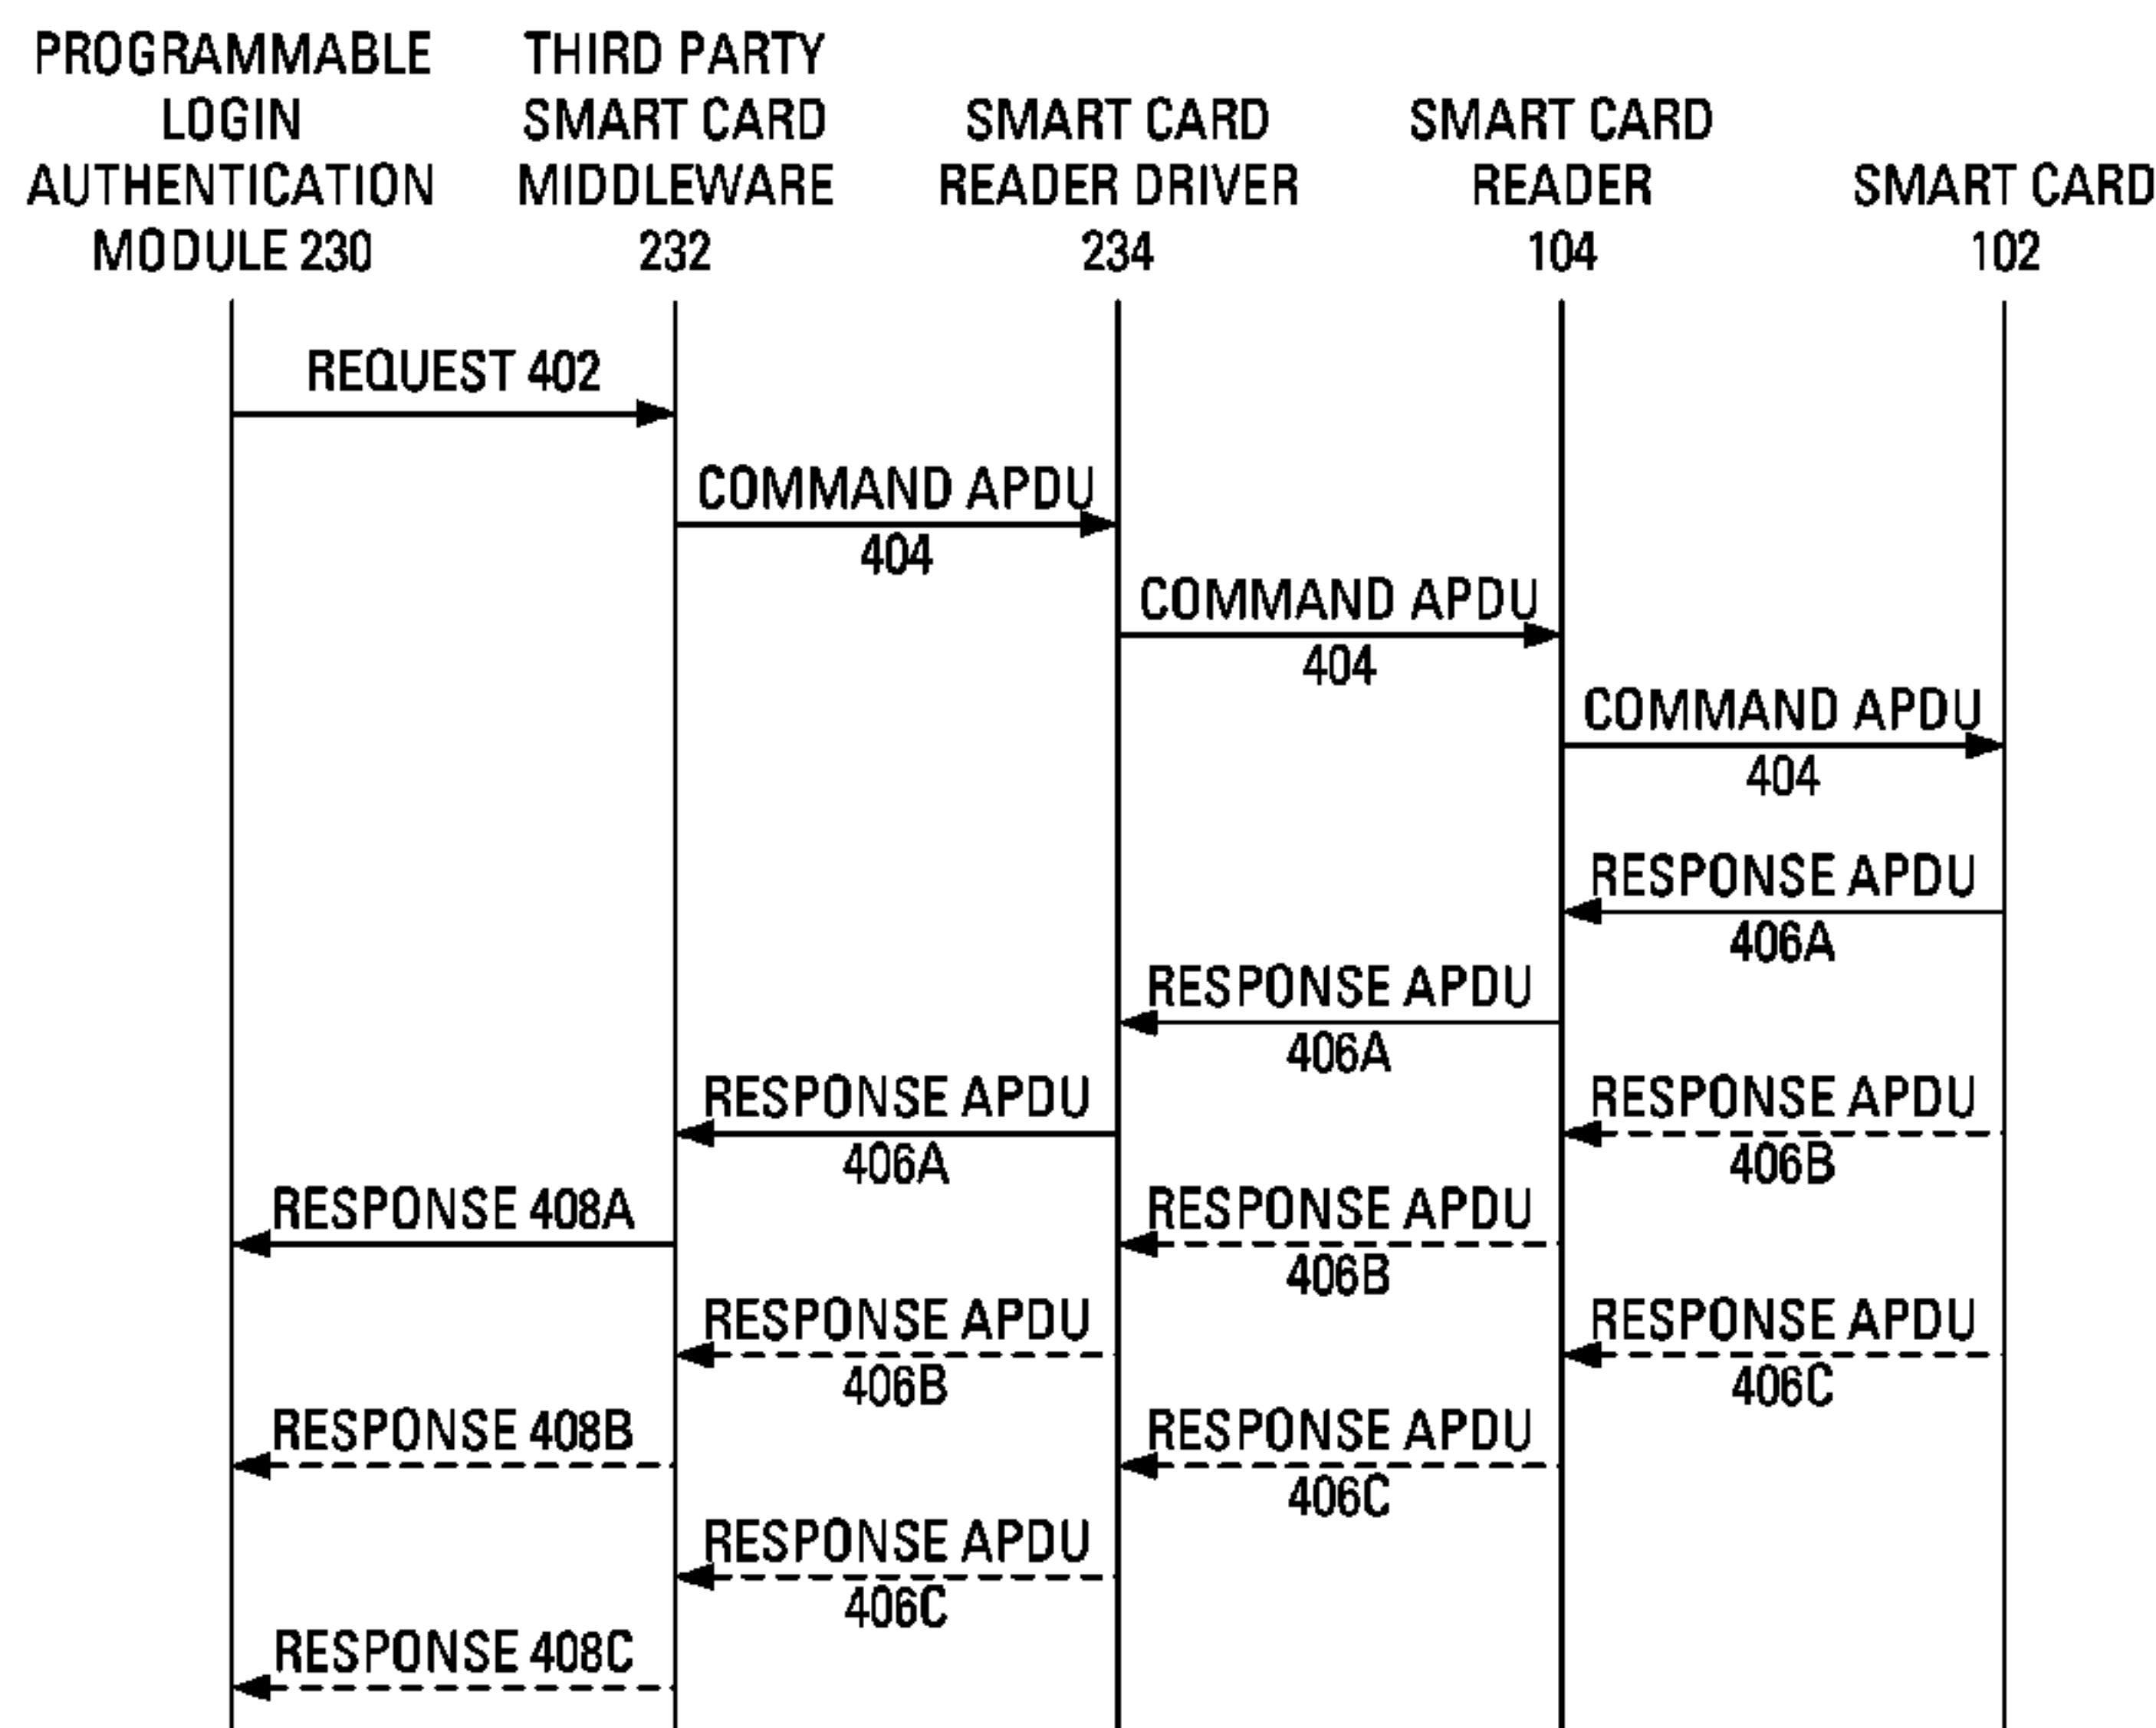 PROGRAMMABLE
LOGIN
AUTHENTICATION
MODULE 230
THIRD PARTY
SMART CARD
MIDDLEWARE
232
SMART CARD
READER DRIVER
234
SMART CARD
READER
104
SMART CARD
102
REQUEST 402
COMMAND APDU
404
COMMAND APDU
404
COMMAND APDU
404
RESPONSE APDU
406A
RESPONSE APDU
406A
RESPONSE APDU
406A
RESPONSE APDU
406B
RESPONSE 408A
RESPONSE APDU
406B
RESPONSE APDU
406B
RESPONSE APDU
406C
RESPONSE 408B
RESPONSE APDU
406C
RESPONSE APDU
406C
RESPONSE 408C